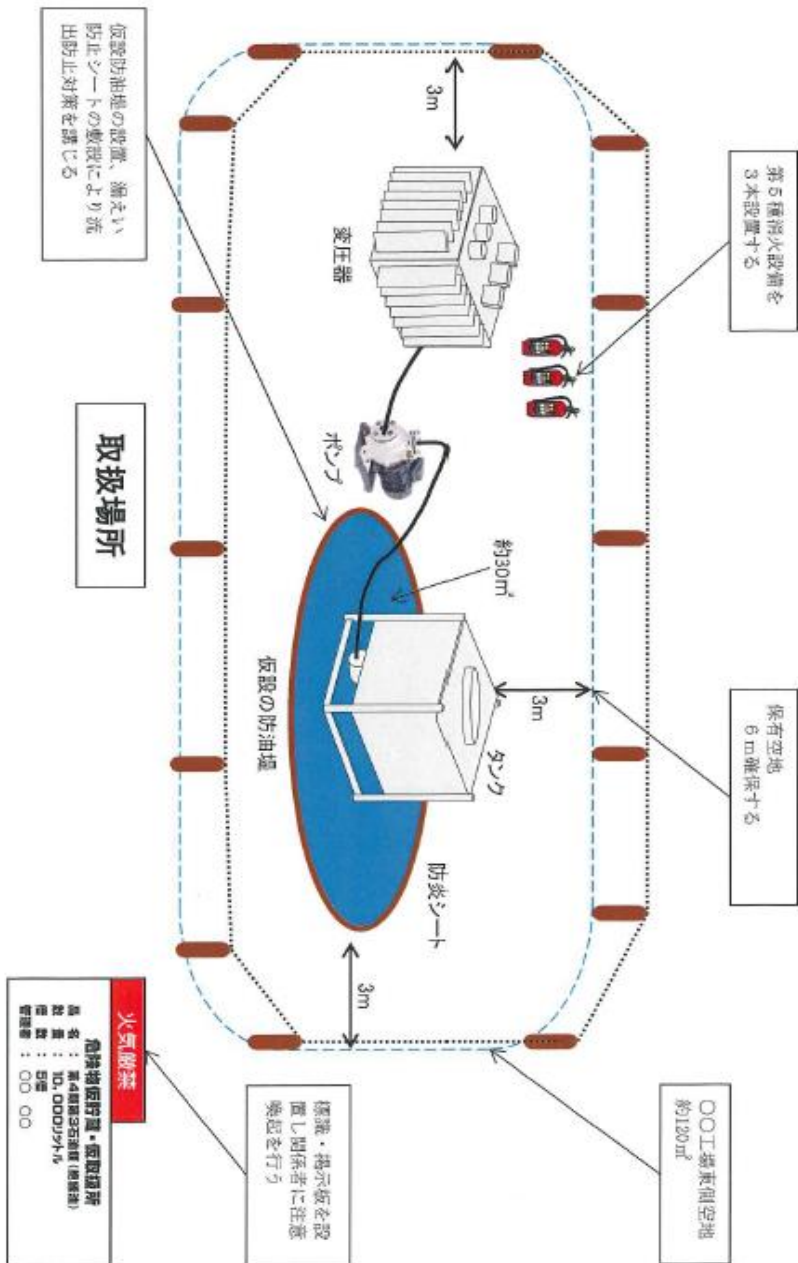 第5種消火設備を
3本設置する
保有空地
6m確保する
〇〇工場東側空地
約120㎡
3m
変圧器
ポンプ
約30㎡
3m
タンク
仮設の防油堤
防炎シート
3m
仮設防油堤の設置、漏えい
防止シートの敷設により流
出防止対策を講じる
取扱場所
標識・掲示板を設
置し関係者に注意
喚起を行う
火気厳禁
危険物仮貯蔵・仮取扱所
品名：第4類第3石油類(絶縁油)
数量：10,000リットル
倍数：5倍
管理者：〇〇 〇〇